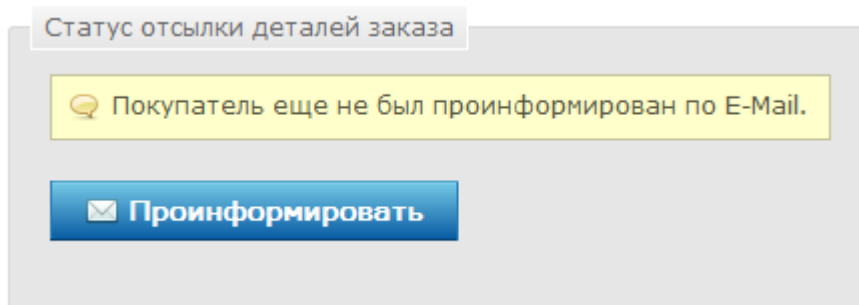 Статус отсылки деталей заказа
Покупатель еще не был проинформирован по E-Mail.
Проинформировать